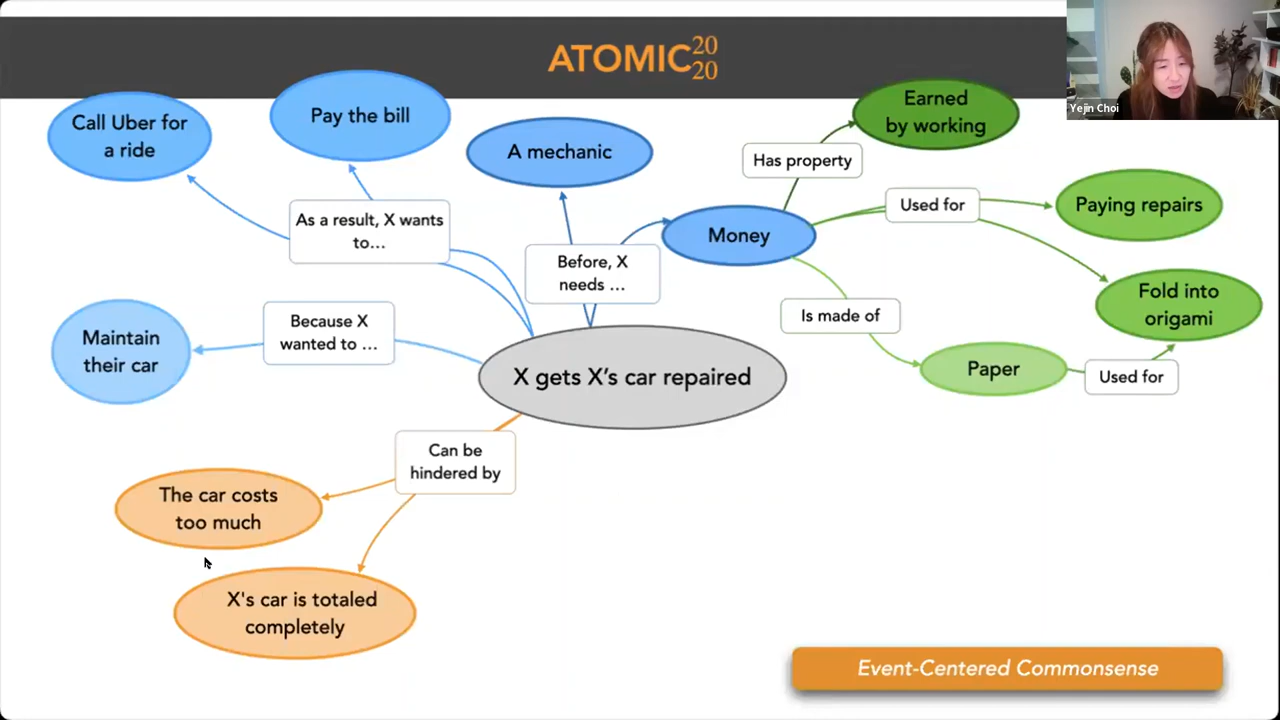 ATOMIC 20 20
Yejin Choi
Call Uber for
a ride
Pay the bill
A mechanic
Earned
by working
Has property
As a result, X wants
to...
Before, X
needs ...
Money
Used for
Paying repairs
Fold into
origami
Is made of
Paper
Used for
Maintain
their car
Because X
wanted to ...
X gets X's car repaired
Can be
hindered by
The car costs
too much
X's car is totaled
completely
Event-Centered Commonsense